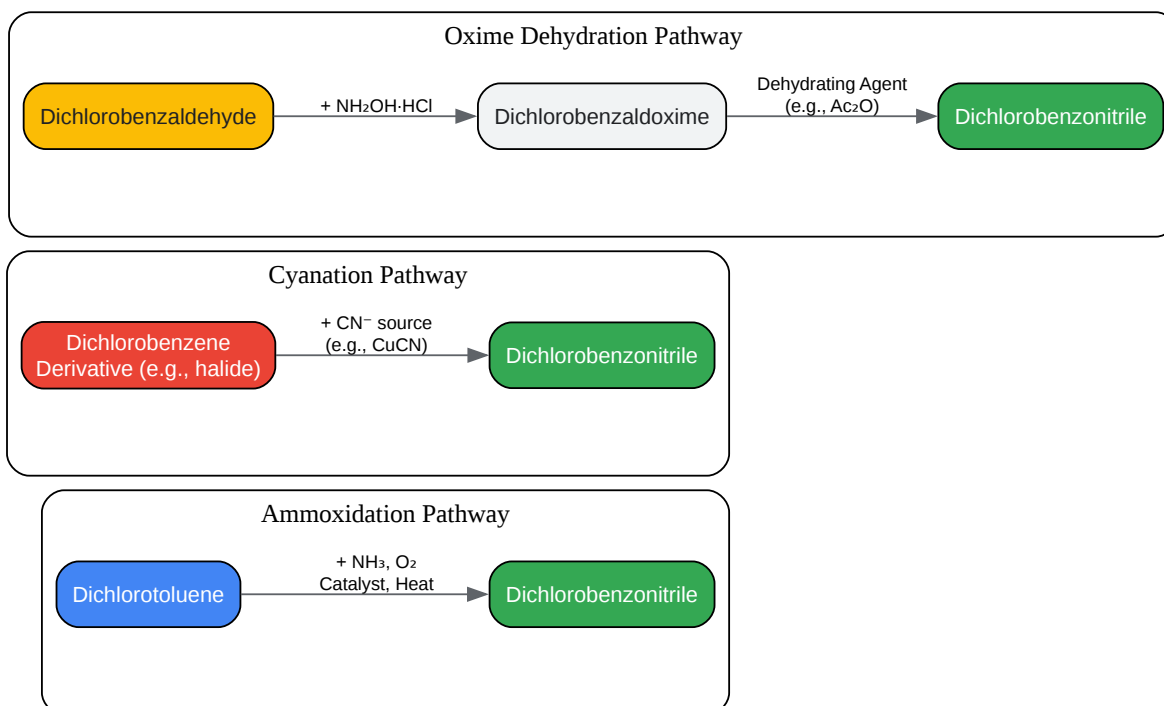 Oxime Dehydration Pathway
Dichlorobenzaldehyde
+ NH₂OH·HCl
Dichlorobenzaldoxime
Dehydrating Agent
(e.g., Ac₂O)
Dichlorobenzonitrile
Cyanation Pathway
Dichlorobenzene
Derivative (e.g., halide)
+ CN⁻ source
(e.g., CuCN)
Dichlorobenzonitrile
Ammoxidation Pathway
Dichlorotoluene
+ NH₃, O₂
Catalyst, Heat
Dichlorobenzonitrile